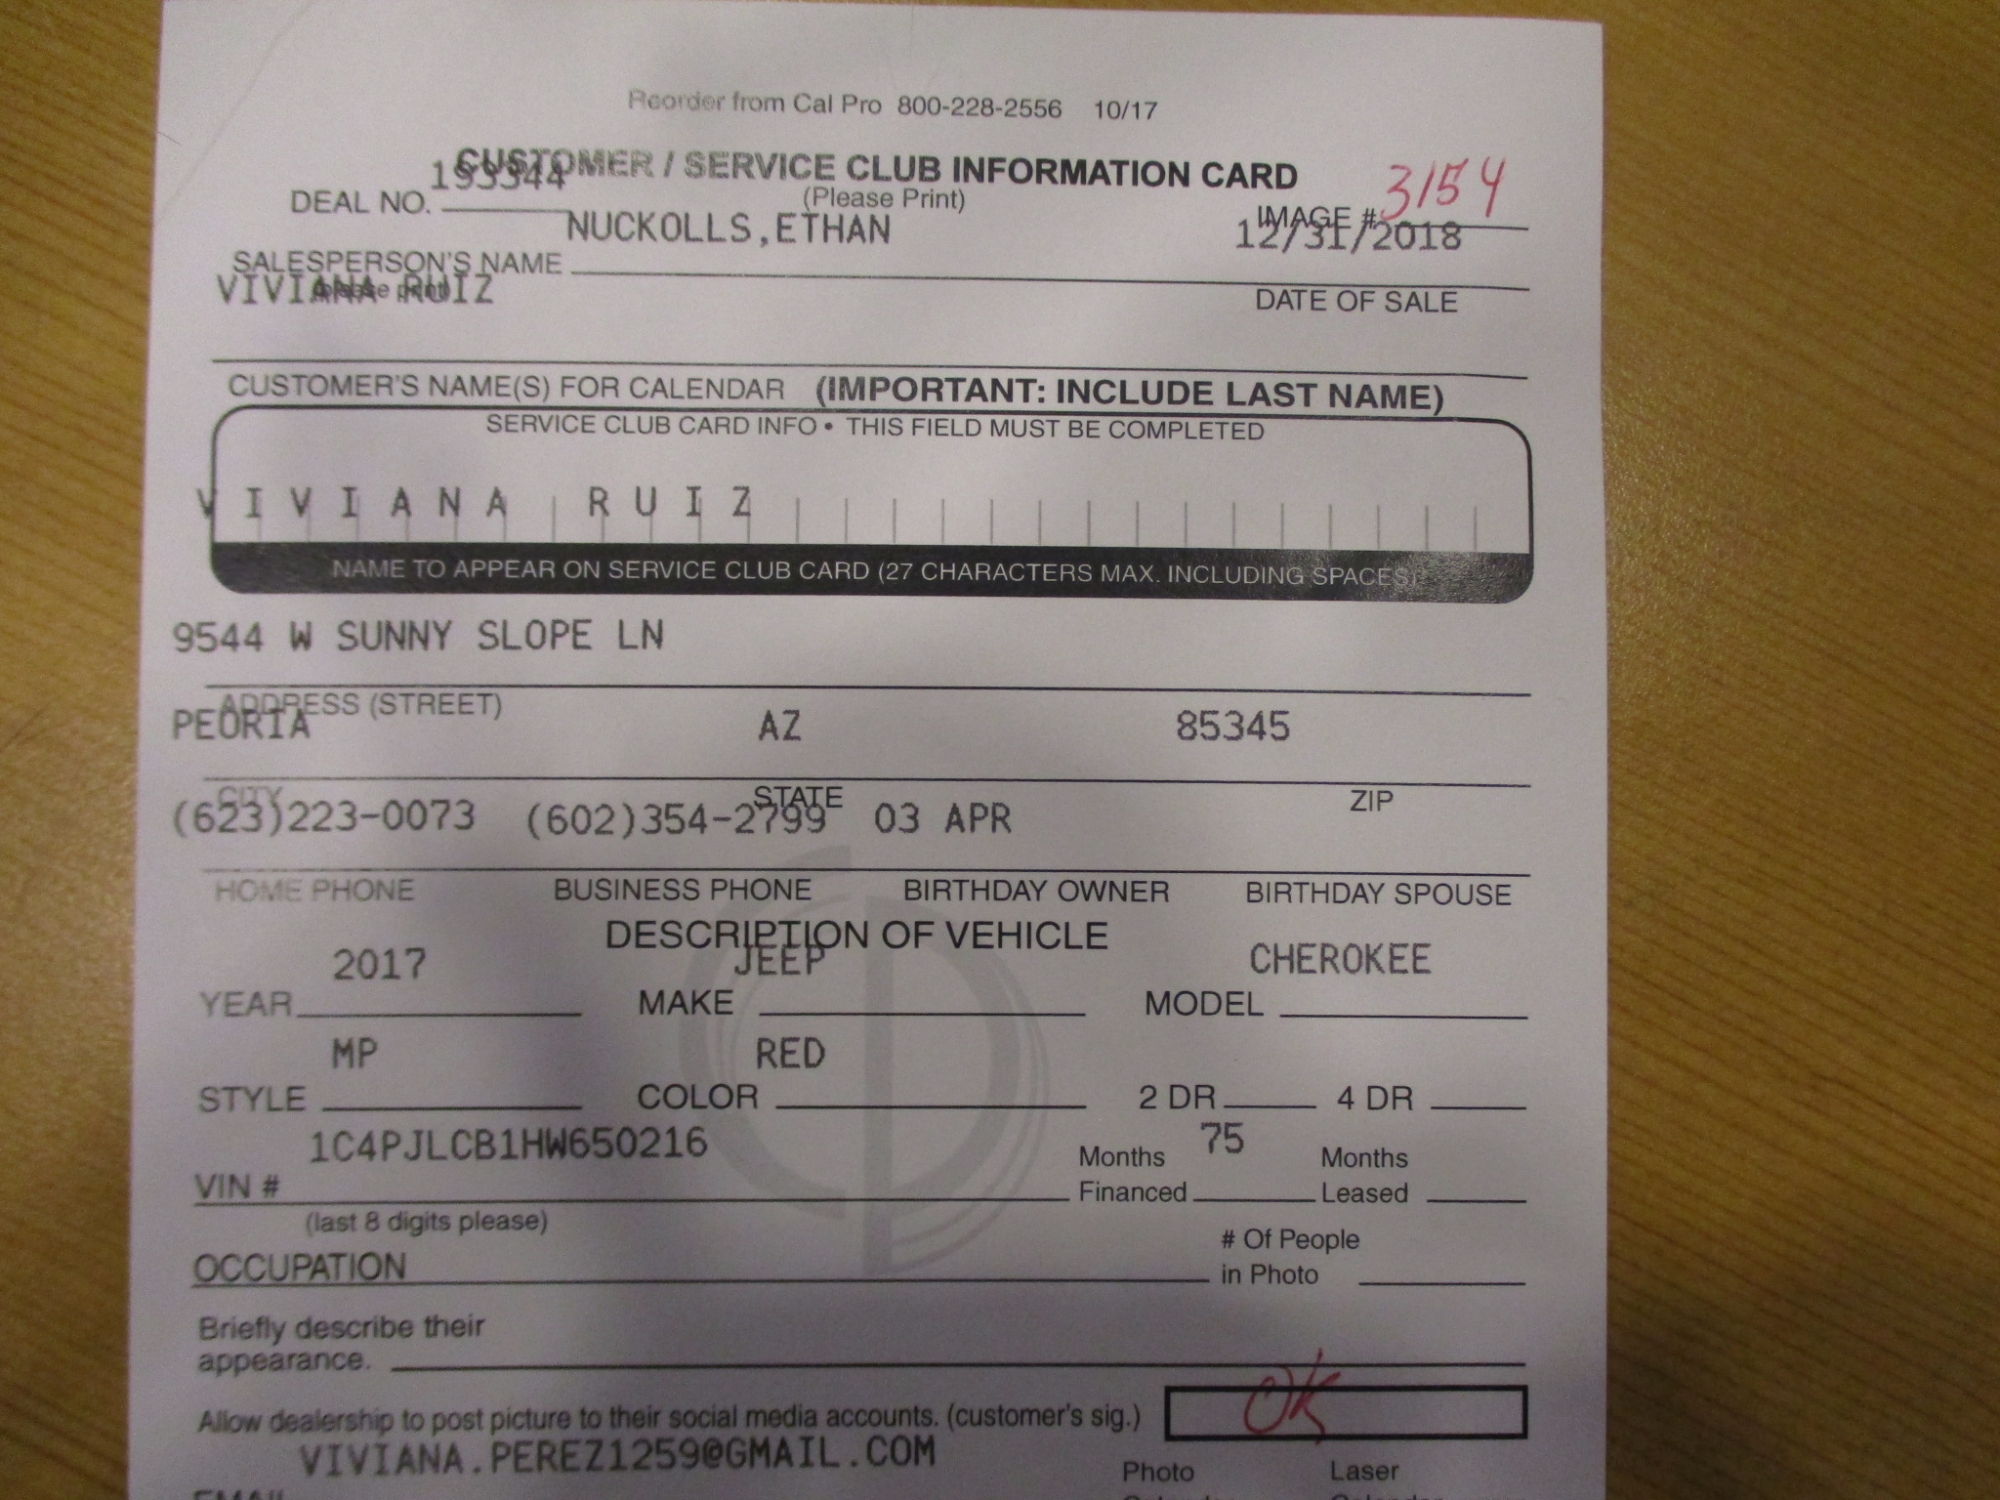 Reorder from Cal Pro 800-228-2556 10/17
CUSTOMER / SERVICE CLUB INFORMATION CARD
(Please Print)
DEAL NO. 193344
IMAGE # 3154
SALESPERSON'S NAME NUCKOLLS,ETHAN
(please print)
12/31/2018
DATE OF SALE
VIVIANA RUIZ
CUSTOMER'S NAME(S) FOR CALENDAR (IMPORTANT: INCLUDE LAST NAME)
SERVICE CLUB CARD INFO • THIS FIELD MUST BE COMPLETED
VIVIANA RUIZ
NAME TO APPEAR ON SERVICE CLUB CARD (27 CHARACTERS MAX. INCLUDING SPACES)
9544 W SUNNY SLOPE LN
ADDRESS (STREET)
PEORIA AZ 85345
CITY STATE ZIP
(623)223-0073 (602)354-2799 03 APR
HOME PHONE BUSINESS PHONE BIRTHDAY OWNER BIRTHDAY SPOUSE
DESCRIPTION OF VEHICLE
2017 JEEP CHEROKEE
YEAR MAKE MODEL
MP RED
STYLE COLOR 2 DR 4 DR
1C4PJLCB1HW650216 75
VIN # Months Financed Months Leased
(last 8 digits please)
OCCUPATION # Of People in Photo
Briefly describe their
appearance.
Allow dealership to post picture to their social media accounts. (customer's sig.) OK
VIVIANA.PEREZ1259@GMAIL.COM
EMAIL Photo Laser